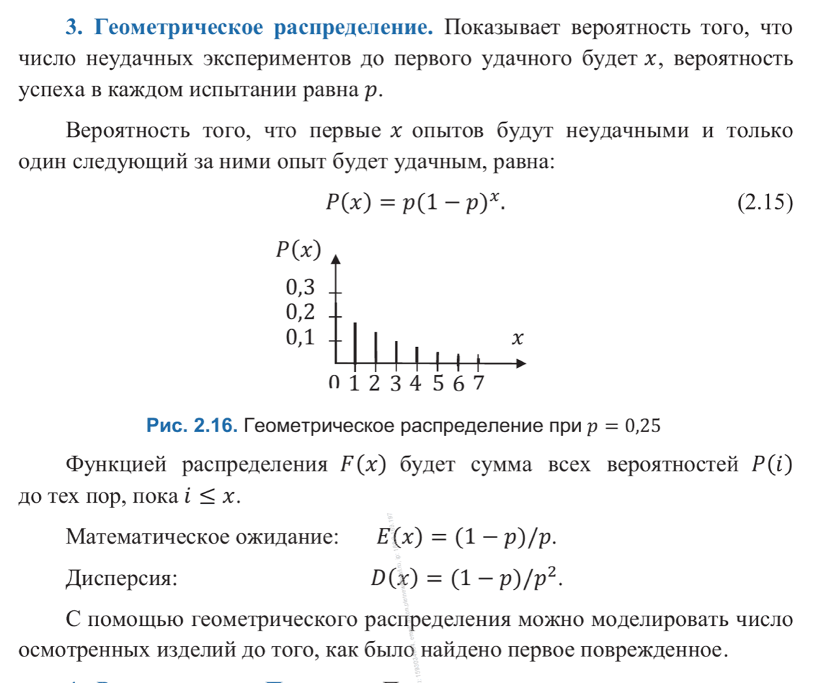 3. Геометрическое распределение. Показывает вероятность того, что
число неудачных экспериментов до первого удачного будет x, вероятность
успеха в каждом испытании равна p.
Вероятность того, что первые x опытов будут неудачными и только
один следующий за ними опыт будет удачным, равна:
P(x) = p(1 − p)ˣ. (2.15)
P(x)
0,3
0,2
0,1
x
0 1 2 3 4 5 6 7
Рис. 2.16. Геометрическое распределение при p = 0,25
Функцией распределения F(x) будет сумма всех вероятностей P(i)
до тех пор, пока i ≤ x.
Математическое ожидание: E(x) = (1 − p)/p.
Дисперсия: D(x) = (1 − p)/p².
С помощью геометрического распределения можно моделировать число
осмотренных изделий до того, как было найдено первое поврежденное.